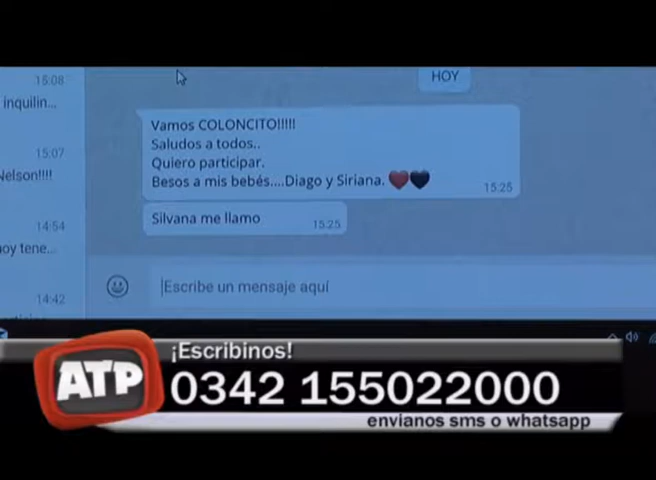 15:08
inquilin...
15:07
Nelson!!!!
14:54
hoy tene...
14:42
HOY
Vamos COLONCITO!!!!!
Saludos a todos..
Quiero participar.
Besos a mis bebés....Diago y Siriana. ❤️🖤
15:25
Silvana me llamo
15:25
Escribe un mensaje aquí
ATP
¡Escribinos!
0342 155022000
envianos sms o whatsapp